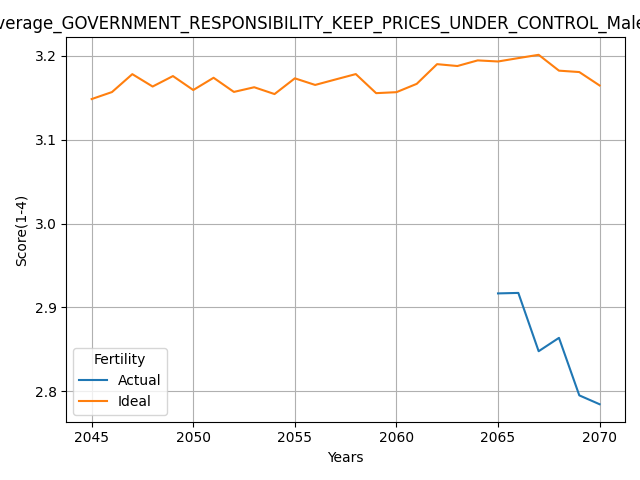 verage_GOVERNMENT_RESPONSIBILITY_KEEP_PRICES_UNDER_CONTROL_Male
3.2
3.1
3.0
2.9
2.8
Score(1-4)
Fertility
Actual
Ideal
2045 2050 2055 2060 2065 2070
Years